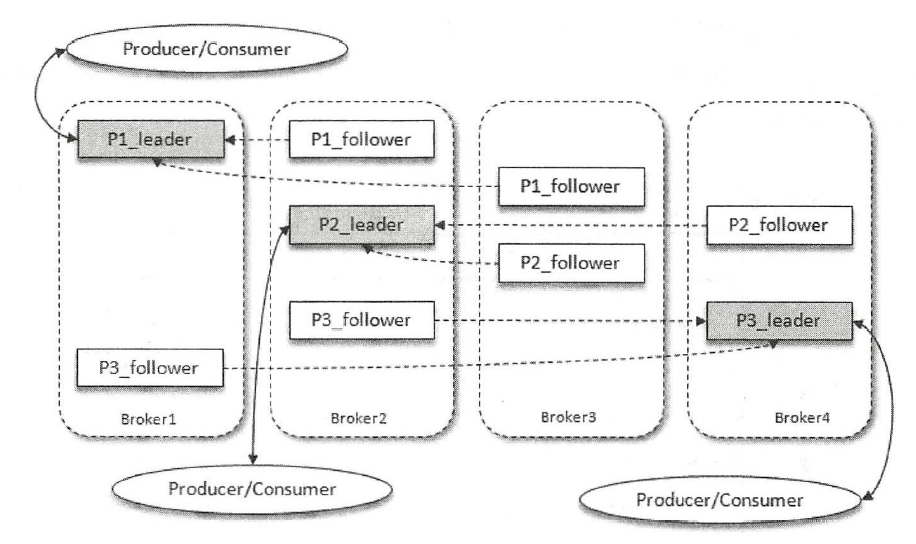 Producer/Consumer
P1_leader
P1_follower
P1_follower
P2_leader
P2_follower
P2_follower
P3_follower
P3_leader
P3_follower
Broker1
Broker2
Broker3
Broker4
Producer/Consumer
Producer/Consumer